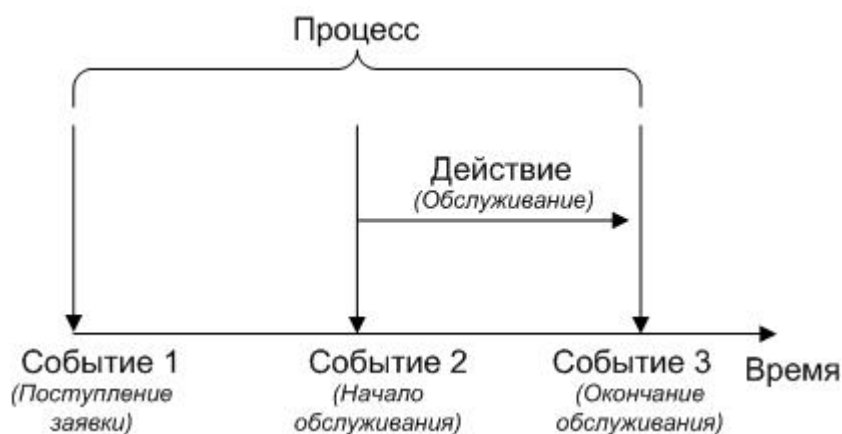 Процесс
Действие
(Обслуживание)
Событие 1
(Поступление
заявки)
Событие 2
(Начало
обслуживания)
Событие 3
(Окончание
обслуживания)
Время